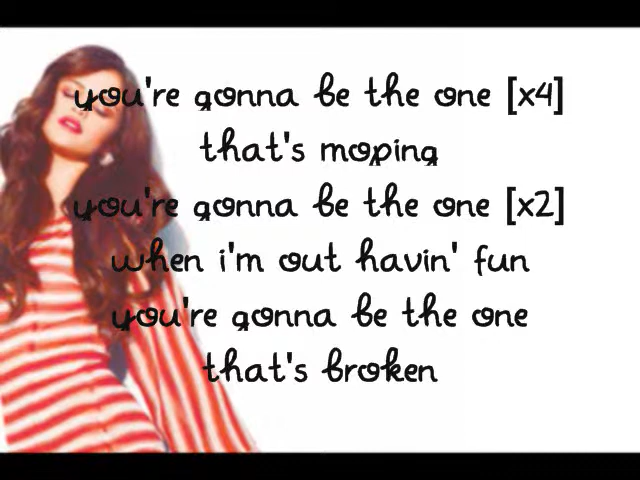 you're gonna be the one [x4]
that's moping
you're gonna be the one [x2]
when i'm out havin' fun
you're gonna be the one
that's broken